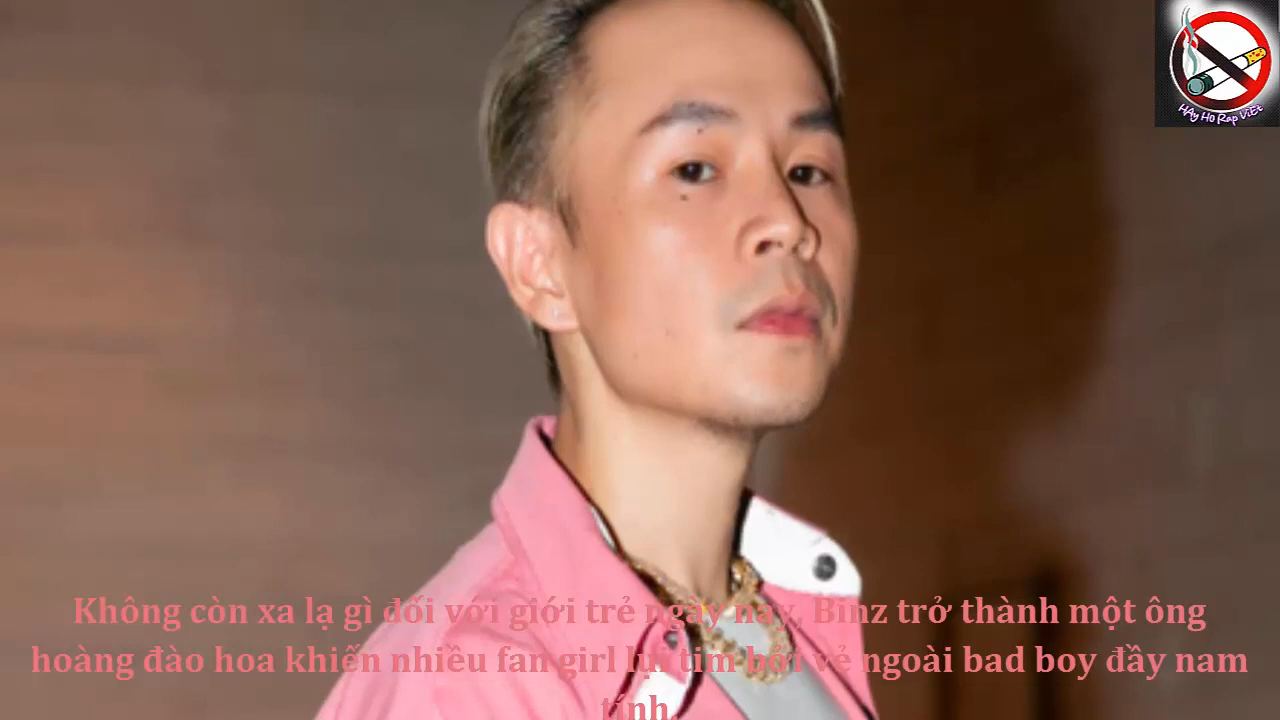 HAy Ho Rap ViEt
Không còn xa lạ gì đối với giới trẻ ngày nay, Binz trở thành một ông
hoàng đào hoa khiến nhiều fan girl lụi tim bởi vẻ ngoài bad boy đầy nam
tính.